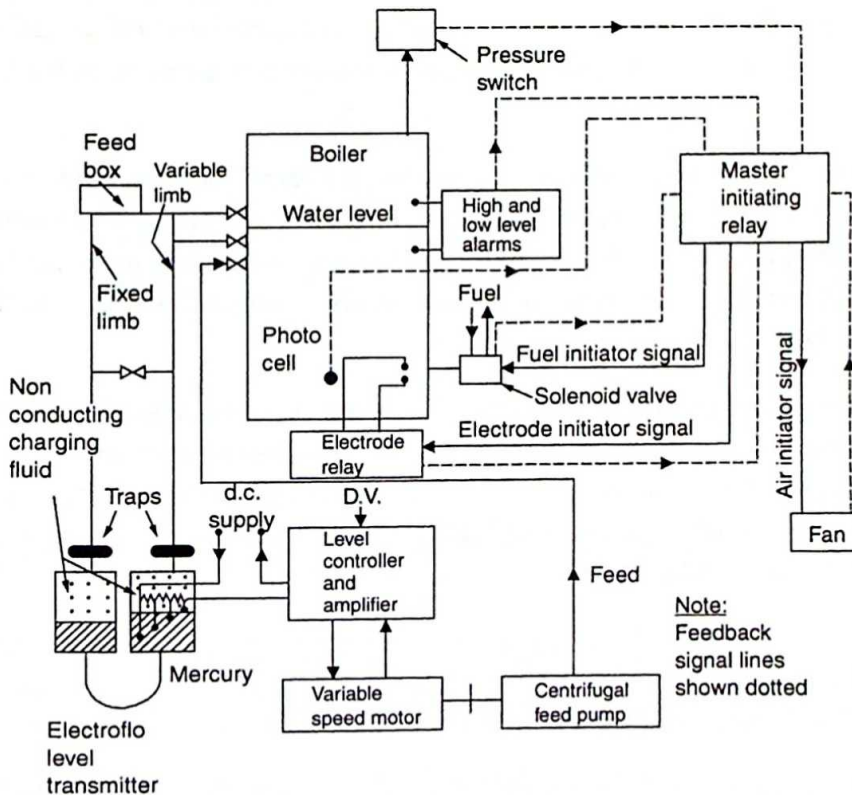 Pressure
switch
Feed
box
Variable
limb
Boiler
Water level
High and
low level
alarms
Master
initiating
relay
Fixed
limb
Fuel
Photo
cell
Fuel initiator signal
Solenoid valve
Non
conducting
charging
fluid
Electrode initiator signal
Electrode
relay
Air initiator signal
Traps
d.c.
supply
D.V.
Level
controller
and
amplifier
Fan
Feed
Note:
Feedback
signal lines
shown dotted
Mercury
Variable
speed motor
Centrifugal
feed pump
Electroflo
level
transmitter